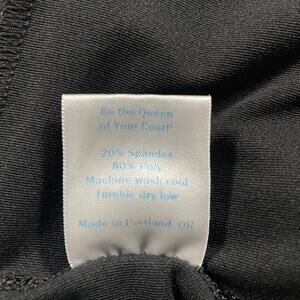 Be the Queen
of Your Court!
20% Spandex
80% Poly
Machine wash cool
Tumble dry low
Made in Portland, OR